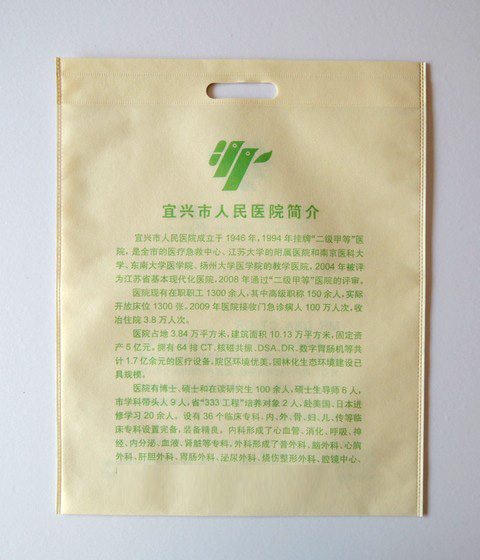 宜兴市人民医院简介
宜兴市人民医院成立于1946年，1994年挂牌“二级甲等”医
院，是全市的医疗急救中心、江苏大学的附属医院和南京医科大
学、东南大学医学院、扬州大学医学院的教学医院，2004年被评
为江苏省基本现代化医院，2008年通过“二级甲等”医院的评审。
医院现有在职职工1300余人，其中高级职称150余人，实际
开放床位1300张，2009年医院接收门急诊病人100万人次，收
治住院3.8万人次。
医院占地3.84万平方米，建筑面积10.13万平方米，固定资
产5亿元，拥有64排CT、核磁共振、DSA、DR、数字胃肠机等共
计1.7亿余元的医疗设备，院区环境优美，园林化生态环境建设已
具规模。
医院有博士、硕士和在读研究生100余人，硕士生导师6人，
市学科带头人9人，省“333工程”培养对象2人，赴美国、日本进
修学习20余人。设有36个临床专科，内、外、骨、妇、儿、传等临
床专科设置完备，装备精良。内科形成了心血管、消化、呼吸、神
经、内分泌、血液、肾脏等专科，外科形成了普外科、脑外科、心胸
外科、肝胆外科、胃肠外科、泌尿外科、烧伤整形外科、腔镜中心、